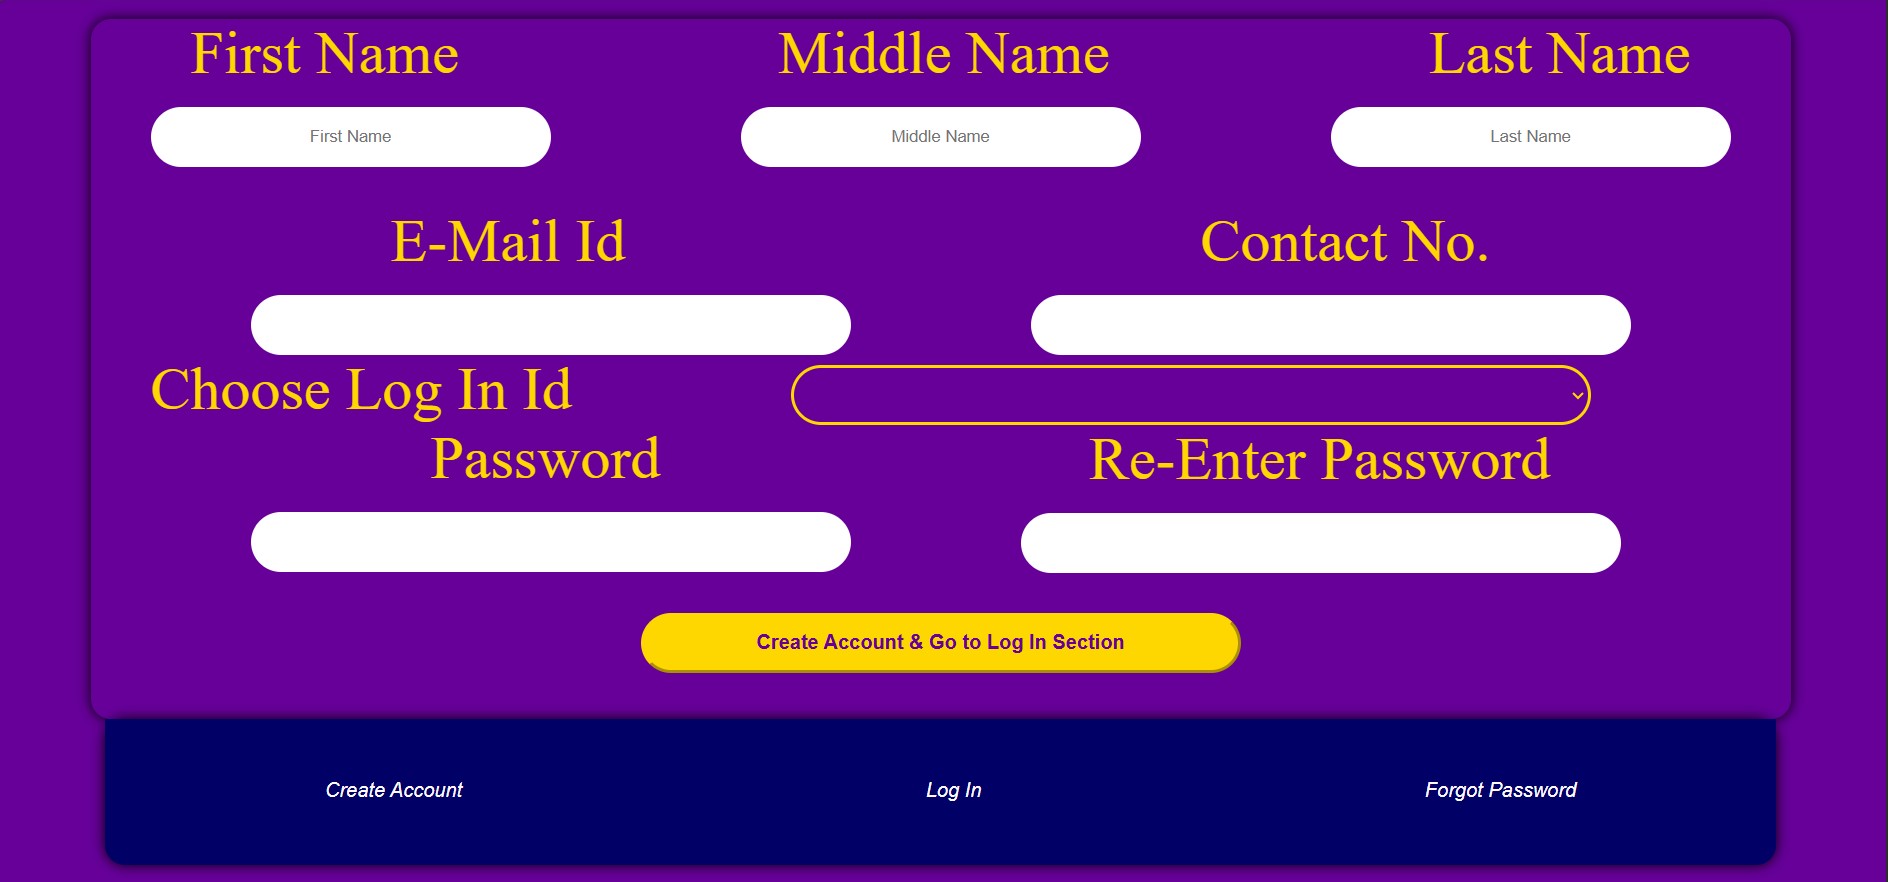 First Name Middle Name Last Name
First Name Middle Name Last Name
E-Mail Id Contact No.
Choose Log In Id
Password Re-Enter Password
Create Account & Go to Log In Section
Create Account Log In Forgot Password